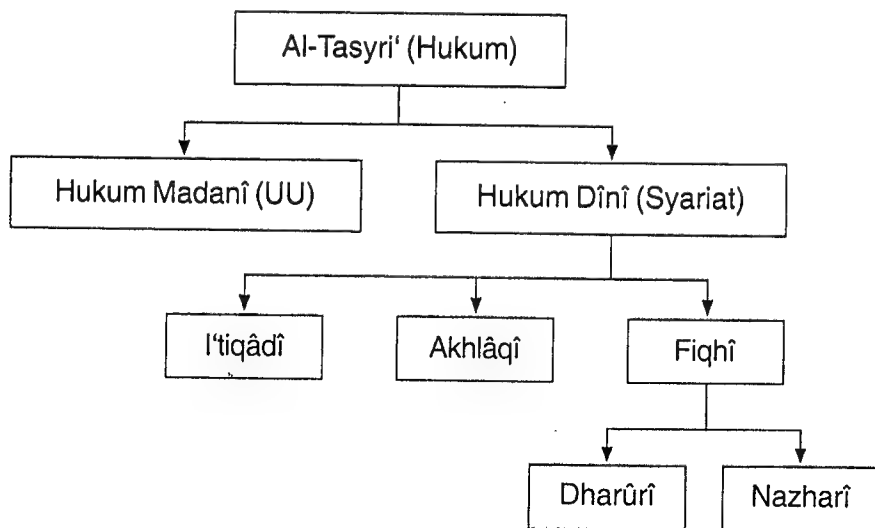 Al-Tasyri‘ (Hukum)
Hukum Madanî (UU)
Hukum Dînî (Syariat)
I‘tiqâdî
Akhlâqî
Fiqhî
Dharûrî
Nazharî